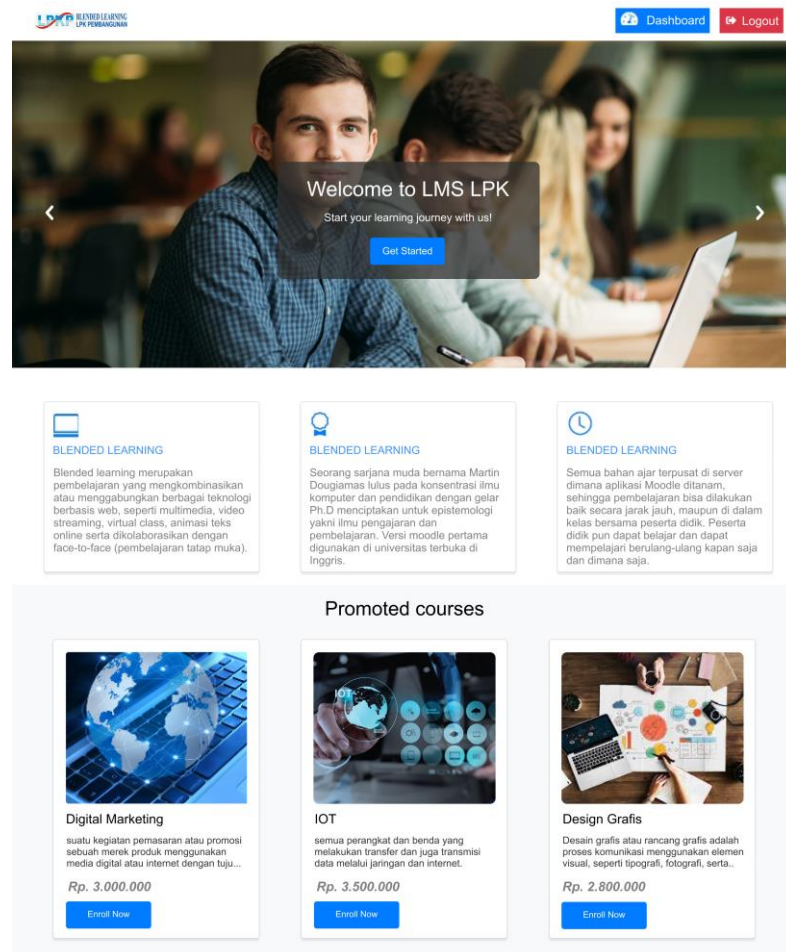 LPKP BLENDED LEARNING
LPK PEMBANGUNAN
Dashboard
Logout
Welcome to LMS LPK
Start your learning journey with us!
Get Started
BLENDED LEARNING
Blended learning merupakan
pembelajaran yang mengkombinasikan
atau menggabungkan berbagai teknologi
berbasis web, seperti multimedia, video
streaming, virtual class, animasi teks
online serta dikolaborasikan dengan
face-to-face (pembelajaran tatap muka).
BLENDED LEARNING
Seorang sarjana muda bernama Martin
Dougiamas lulus pada konsentrasi ilmu
komputer dan pendidikan dengan gelar
Ph.D menciptakan untuk epistemologi
yakni ilmu pengajaran dan
pembelajaran. Versi moodle pertama
digunakan di universitas terbuka di
Inggris.
BLENDED LEARNING
Semua bahan ajar terpusat di server
dimana aplikasi Moodle ditanam,
sehingga pembelajaran bisa dilakukan
baik secara jarak jauh, maupun di dalam
kelas bersama peserta didik. Peserta
didik pun dapat belajar dan dapat
mempelajari berulang-ulang kapan saja
dan dimana saja.
Promoted courses
Digital Marketing
suatu kegiatan pemasaran atau promosi
sebuah merek produk menggunakan
media digital atau internet dengan tuju...
Rp. 3.000.000
Enroll Now
IOT
IOT
semua perangkat dan benda yang
melakukan transfer dan juga transmisi
data melalui jaringan dan internet.
Rp. 3.500.000
Enroll Now
Design Grafis
Desain grafis atau rancang grafis adalah
proses komunikasi menggunakan elemen
visual, seperti tipografi, fotografi, serta..
Rp. 2.800.000
Enroll Now